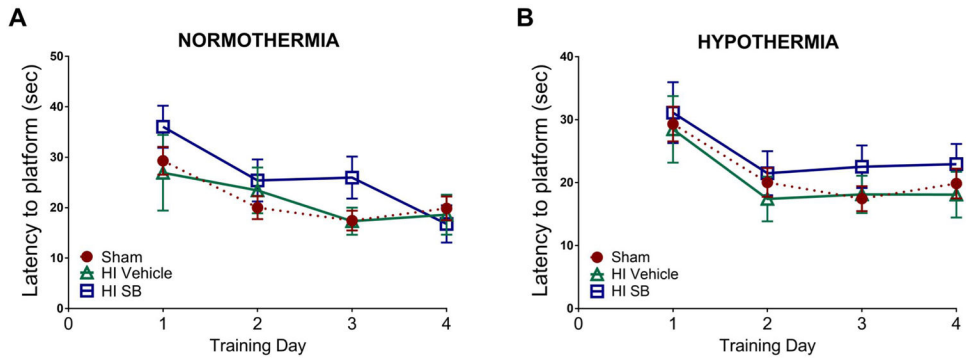 A
NORMOTHERMIA
Latency to platform (sec)
50
40
30
20
10
0
Sham
HI Vehicle
HI SB
0
1
2
3
4
Training Day
B
HYPOTHERMIA
Latency to platform (sec)
40
30
20
10
0
Sham
HI Vehicle
HI SB
0
1
2
3
4
Training Day